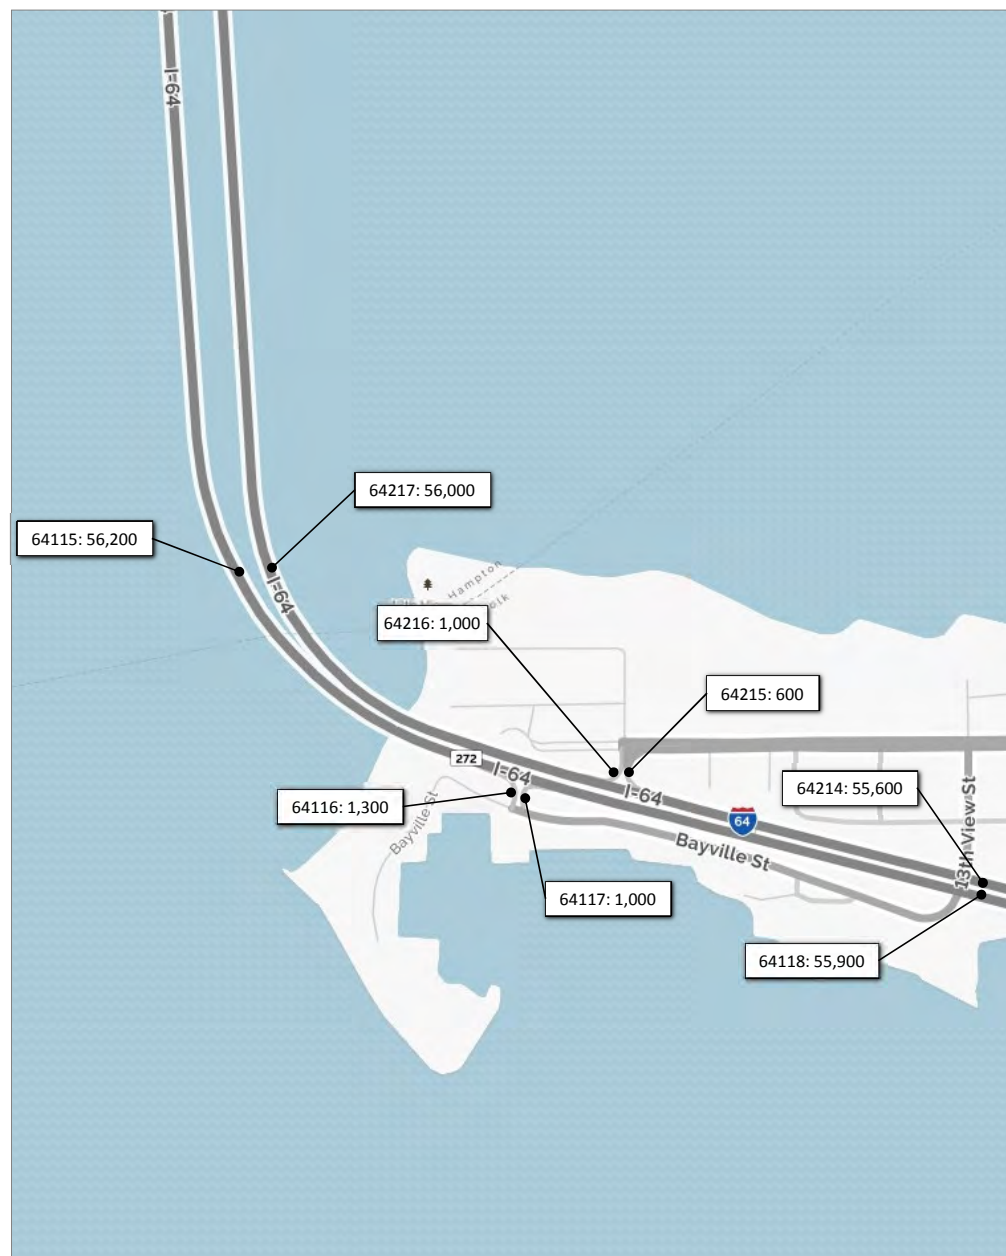 I-64
64217: 56,000
64115: 56,200
I-64
Hampton
64216: 1,000
64215: 600
272
I-64
I-64
64116: 1,300
Bayville St
64
64214: 55,600
Bayville St
13th View St
64117: 1,000
64118: 55,900